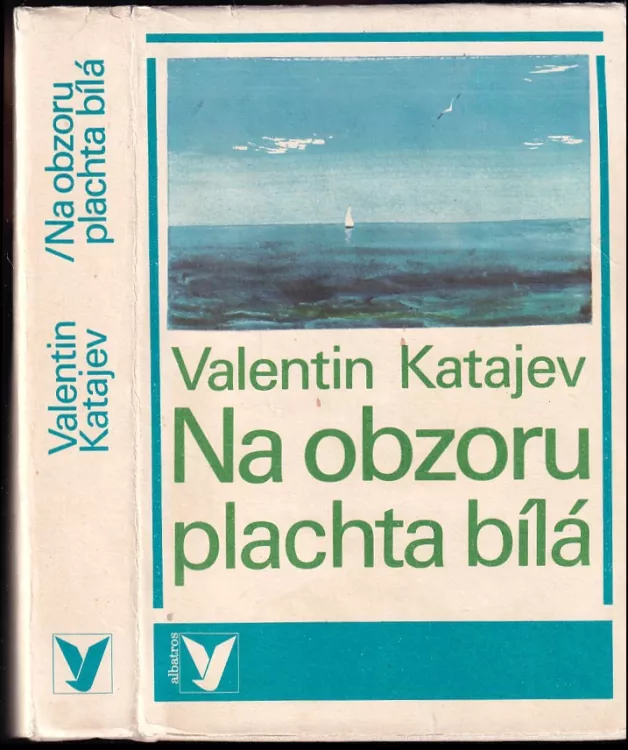 Valentin
Katajev
/Na obzoru
plachta bílá
Valentin Katajev
Na obzoru
plachta bílá
albatros